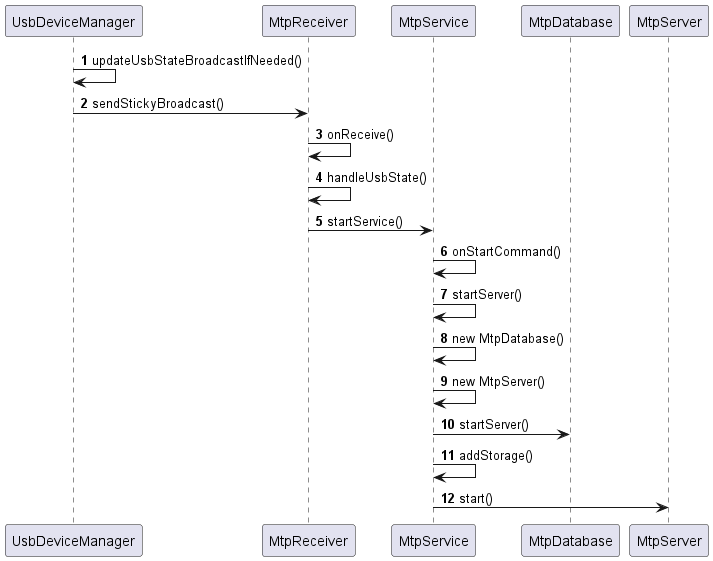 UsbDeviceManager MtpReceiver MtpService MtpDatabase MtpServer
1 updateUsbStateBroadcastIfNeeded()
2 sendStickyBroadcast()
3 onReceive()
4 handleUsbState()
5 startService()
6 onStartCommand()
7 startServer()
8 new MtpDatabase()
9 new MtpServer()
10 startServer()
11 addStorage()
12 start()
UsbDeviceManager MtpReceiver MtpService MtpDatabase MtpServer